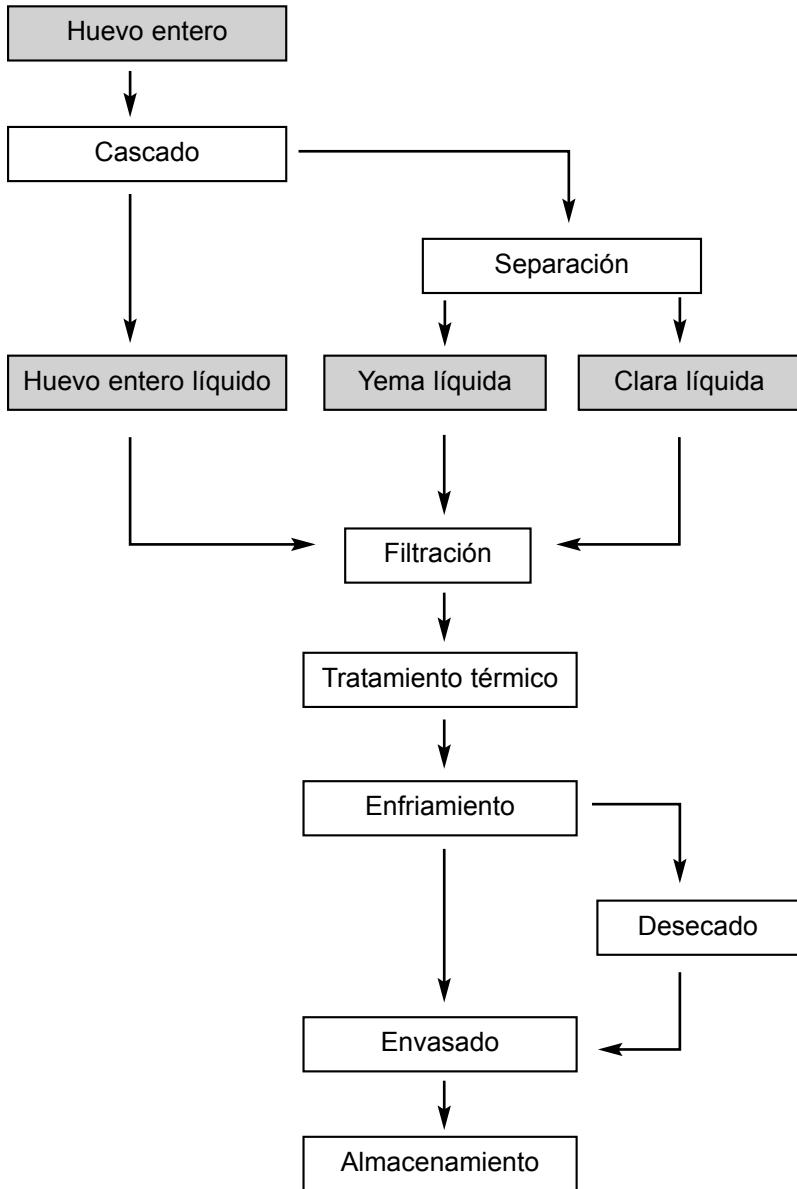 Huevo entero
Cascado
Separación
Huevo entero líquido
Yema líquida
Clara líquida
Filtración
Tratamiento térmico
Enfriamiento
Desecado
Envasado
Almacenamiento